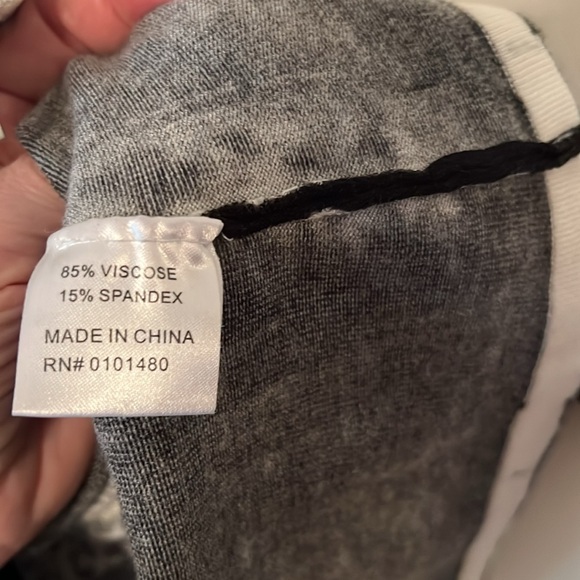 85% VISCOSE
15% SPANDEX
MADE IN CHINA
RN# 0101480